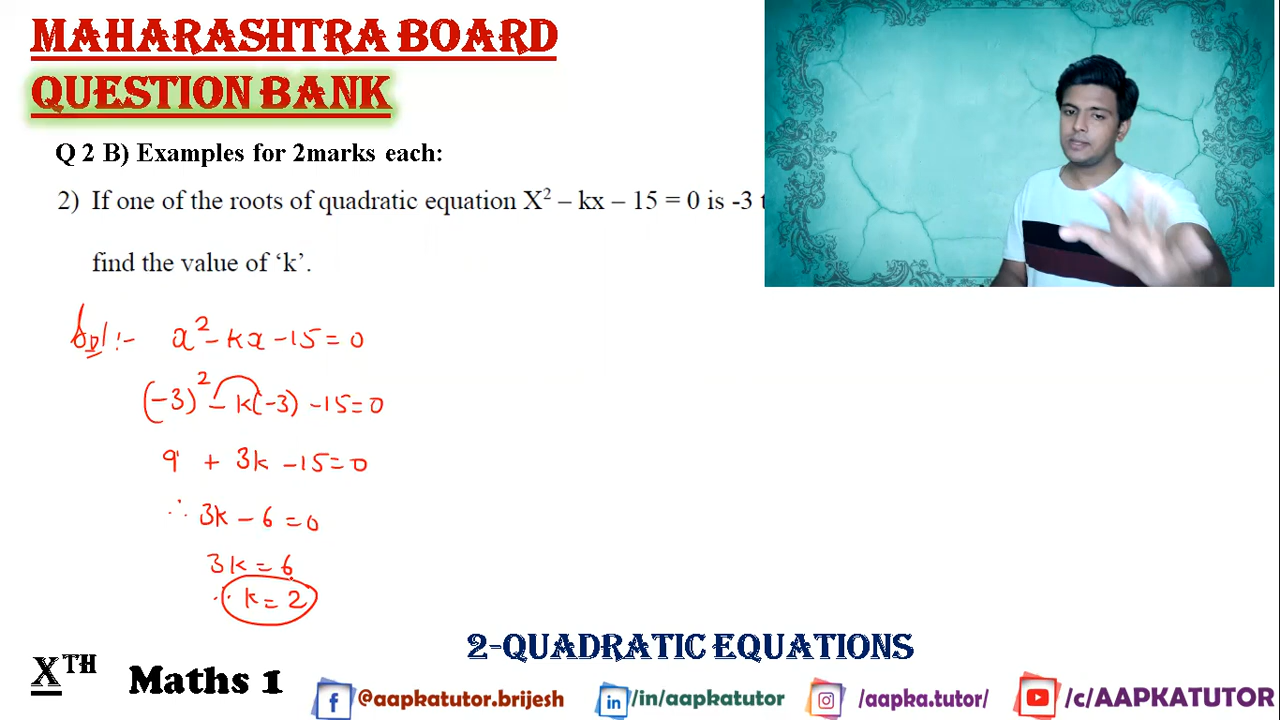 MAHARASHTRA BOARD
QUESTION BANK
Q 2 B) Examples for 2marks each:
2) If one of the roots of quadratic equation X² – kx – 15 = 0 is -3
find the value of ‘k’.
Sol :- x² - kx - 15 = 0
(-3)² - k(-3) - 15 = 0
9 + 3k - 15 = 0
∴ 3k - 6 = 0
3k = 6
∴ k = 2
2-QUADRATIC EQUATIONS
XTH Maths 1
@aapkatutor.brijesh /in/aapkatutor /aapka.tutor/ /c/AAPKATUTOR